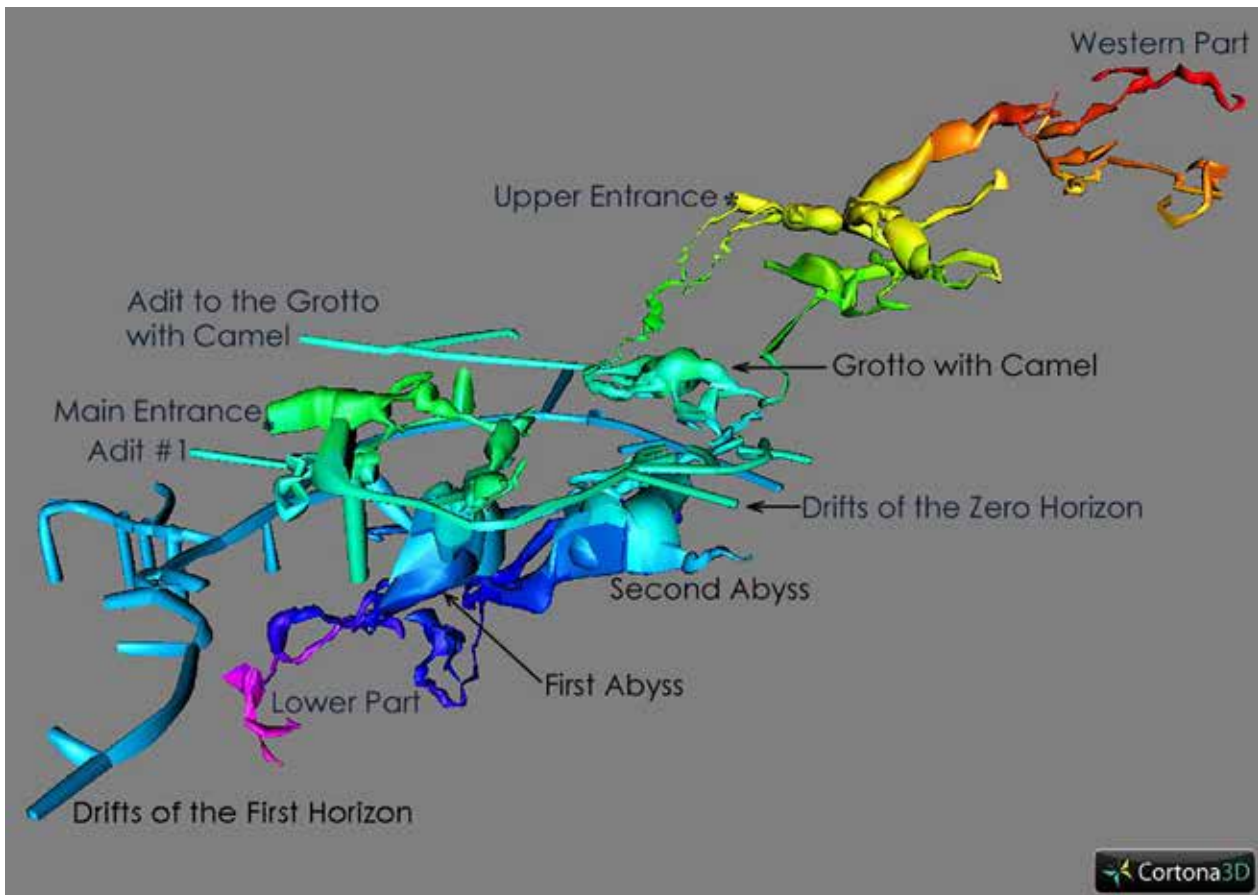 Western Part
Upper Entrance
Adit to the Grotto
with Camel
Grotto with Camel
Main Entrance
Adit #1
Drifts of the Zero Horizon
Second Abyss
First Abyss
Lower Part
Drifts of the First Horizon
Cortona3D